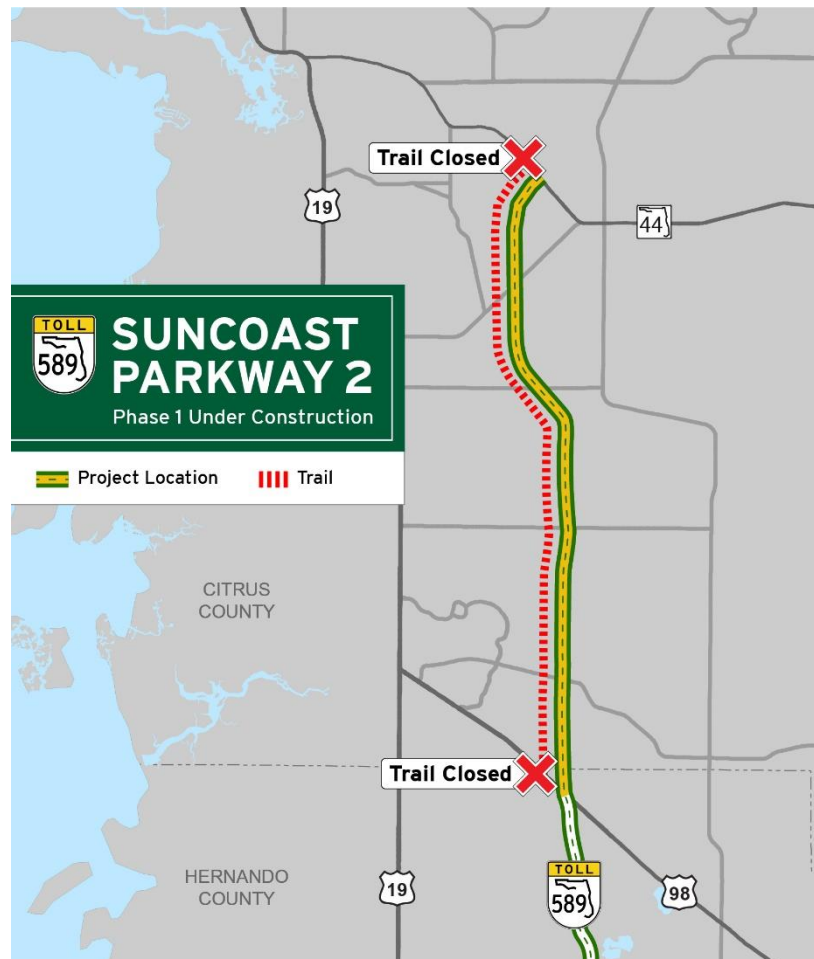 Trail Closed
19
44
TOLL
589
SUNCOAST
PARKWAY 2
Phase 1 Under Construction
Project Location
Trail
CITRUS
COUNTY
Trail Closed
HERNANDO
COUNTY
19
TOLL
589
98